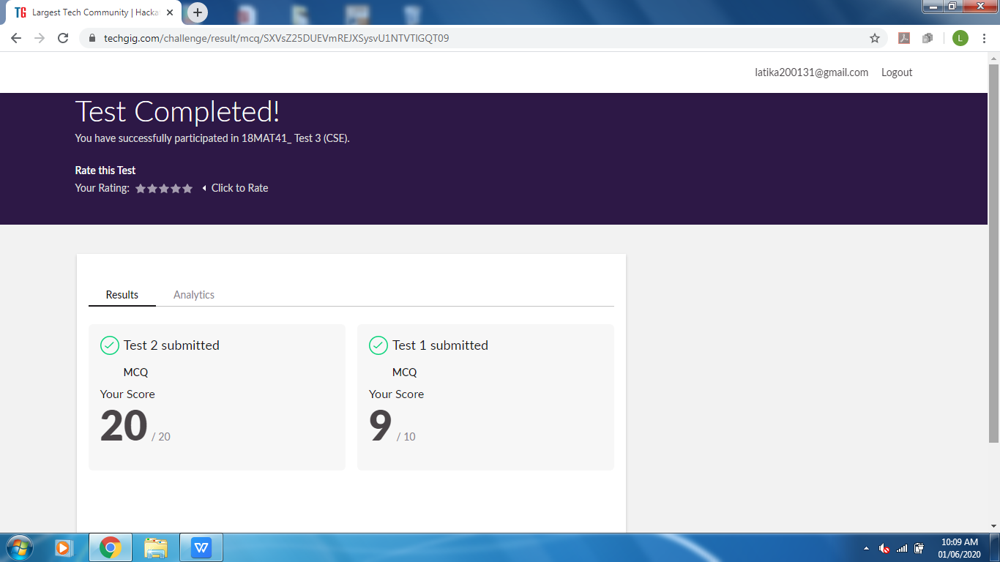 TG Largest Tech Community | Hacka
techgig.com/challenge/result/mcq/SXVsZ25DUEVmREJXSysvU1NTVTlGQT09
L
latika200131@gmail.com Logout
Test Completed!
You have successfully participated in 18MAT41_ Test 3 (CSE).
Rate this Test
Your Rating: Click to Rate
Results Analytics
Test 2 submitted
MCQ
Your Score
20 / 20
Test 1 submitted
MCQ
Your Score
9 / 10
W
10:09 AM
01/06/2020